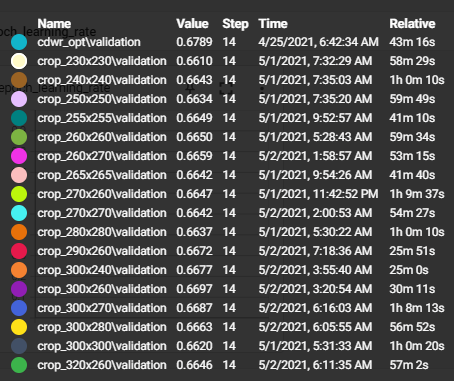 och_learning_rate
Name Value Step Time Relative
cdwr_opt\validation 0.6789 14 4/25/2021, 6:42:34 AM 43m 16s
crop_230x230\validation 0.6610 14 5/1/2021, 7:32:29 AM 58m 29s
crop_240x240\validation 0.6643 14 5/1/2021, 7:35:03 AM 1h 0m 10s
epoch_learning_rate
crop_250x250\validation 0.6634 14 5/1/2021, 7:35:20 AM 59m 49s
crop_255x255\validation 0.6649 14 5/1/2021, 9:52:57 AM 41m 10s
crop_260x260\validation 0.6650 14 5/1/2021, 5:28:43 AM 59m 34s
crop_260x270\validation 0.6659 14 5/2/2021, 1:58:57 AM 53m 15s
crop_265x265\validation 0.6642 14 5/1/2021, 9:54:26 AM 41m 40s
crop_270x260\validation 0.6647 14 5/1/2021, 11:42:52 PM 1h 9m 37s
crop_270x270\validation 0.6642 14 5/2/2021, 2:00:53 AM 54m 27s
crop_280x280\validation 0.6637 14 5/1/2021, 5:30:22 AM 1h 0m 10s
crop_290x260\validation 0.6672 14 5/2/2021, 7:18:36 AM 25m 51s
crop_300x240\validation 0.6677 14 5/2/2021, 3:55:40 AM 25m 0s
crop_300x260\validation 0.6697 14 5/2/2021, 3:20:54 AM 30m 11s
crop_300x270\validation 0.6687 14 5/2/2021, 6:16:03 AM 1h 8m 13s
crop_300x280\validation 0.6663 14 5/2/2021, 6:05:55 AM 56m 52s
crop_300x300\validation 0.6620 14 5/1/2021, 5:31:33 AM 1h 0m 20s
crop_320x260\validation 0.6646 14 5/2/2021, 6:11:35 AM 57m 2s